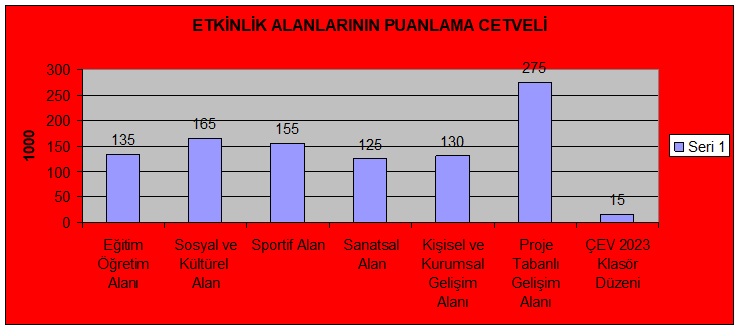 ETKİNLİK ALANLARININ PUANLAMA CETVELİ
1000
300
250
200
150
100
50
0
135
165
155
125
130
275
15
Eğitim
Öğretim
Alanı
Sosyal ve
Kültürel
Alan
Sportif Alan
Sanatsal
Alan
Kişisel ve
Kurumsal
Gelişim
Alanı
Proje
Tabanlı
Gelişim
Alanı
ÇEV 2023
Klasör
Düzeni
Seri 1